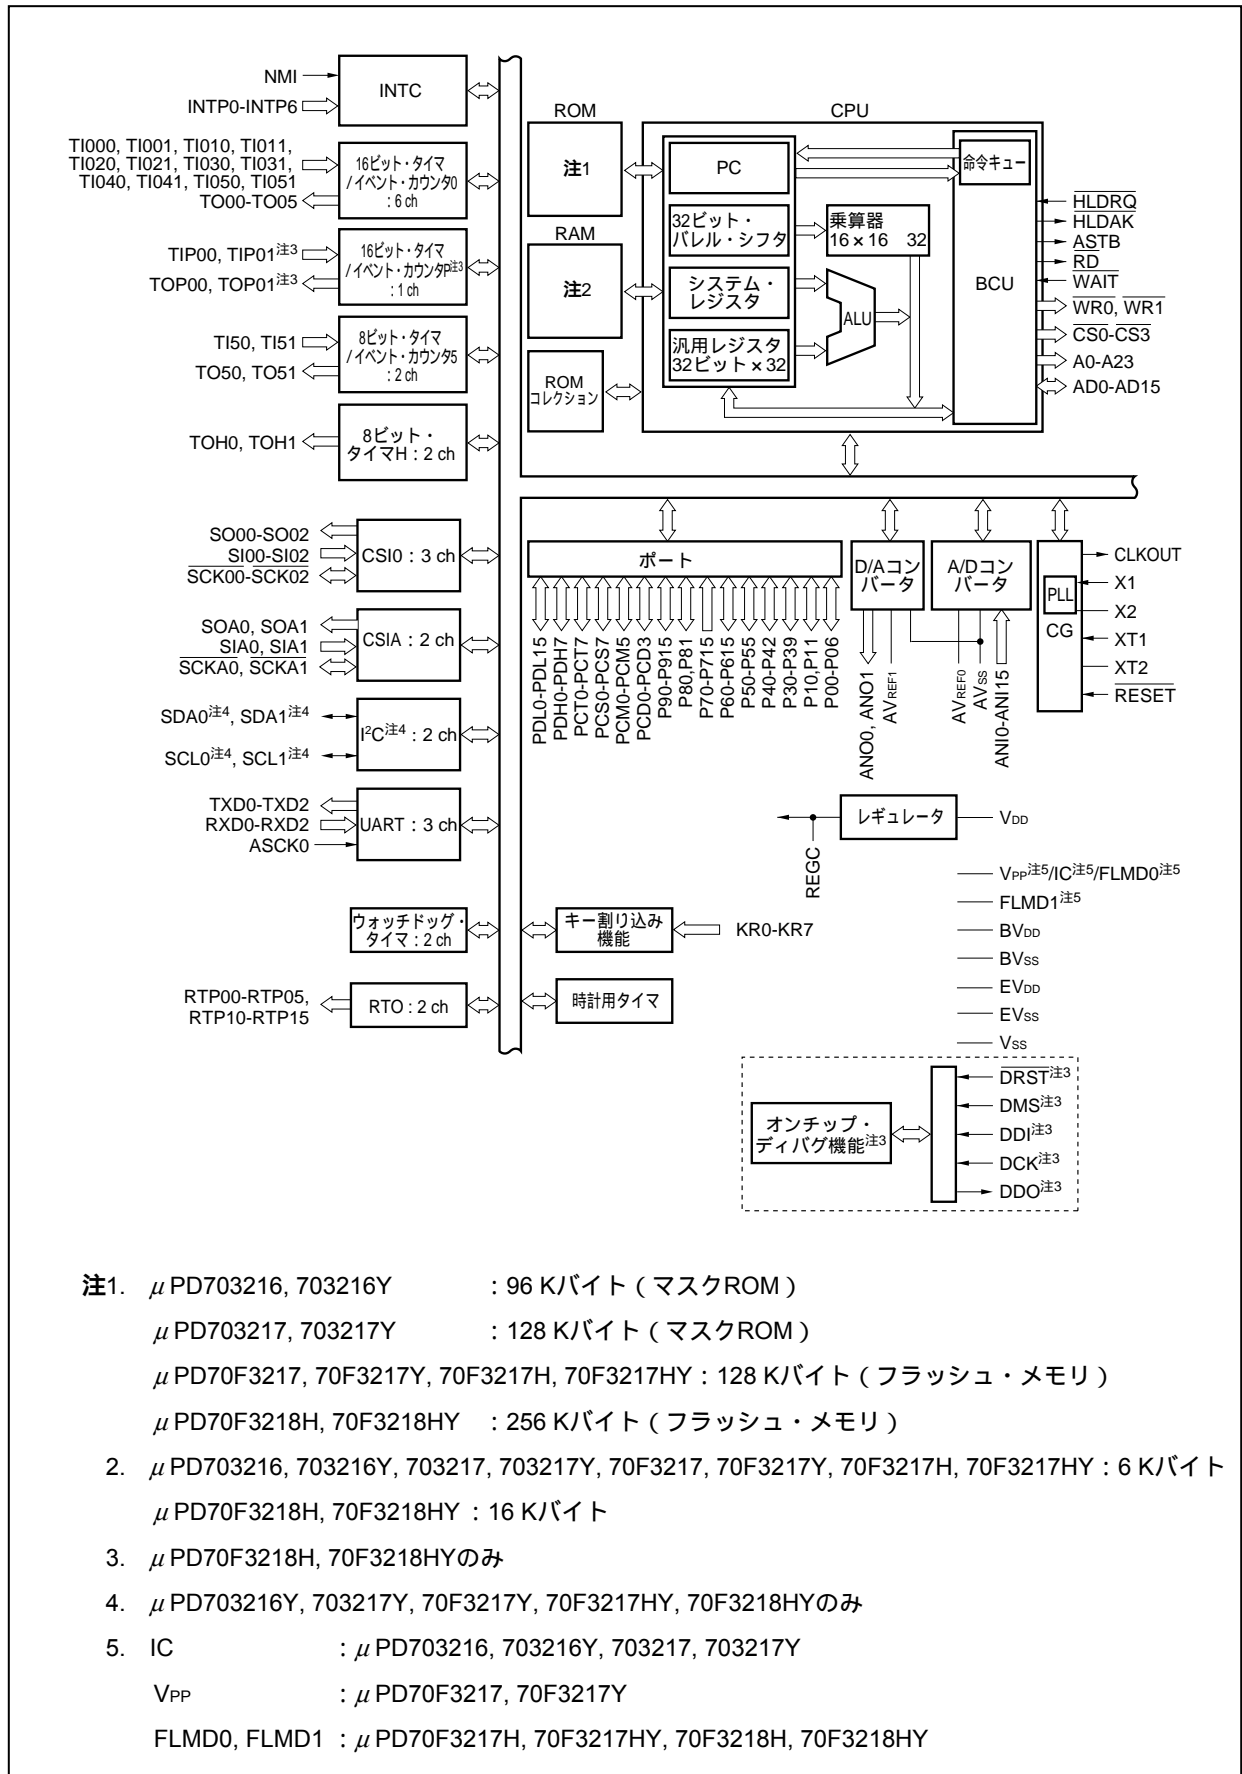 NMI
INTP0-INTP6
INTC
TI000, TI001, TI010, TI011,
TI020, TI021, TI030, TI031,
TI040, TI041, TI050, TI051
TO00-TO05
16ビット・タイマ
/イベント・カウンタ0
: 6 ch
TIP00, TIP01注3
TOP00, TOP01注3
16ビット・タイマ
/イベント・カウンタP注3
: 1 ch
TI50, TI51
TO50, TO51
8ビット・タイマ
/イベント・カウンタ5
: 2 ch
TOH0, TOH1
8ビット・
タイマH : 2 ch
SO00-SO02
SI00-SI02
SCK00-SCK02
CSI0 : 3 ch
SOA0, SOA1
SIA0, SIA1
SCKA0, SCKA1
CSIA : 2 ch
SDA0注4, SDA1注4
SCL0注4, SCL1注4
I²C注4 : 2 ch
TXD0-TXD2
RXD0-RXD2
ASCK0
UART : 3 ch
ウォッチドッグ・
タイマ : 2 ch
RTP00-RTP05,
RTP10-RTP15
RTO : 2 ch
ROM
注1
RAM
注2
ROM
コレクション
CPU
PC
32ビット・
バレル・シフタ
システム・
レジスタ
汎用レジスタ
32ビット×32
乗算器
16×16 32
ALU
命令キュー
BCU
HLDRQ
HLDAK
ASTB
RD
WAIT
WR0, WR1
CS0-CS3
A0-A23
AD0-AD15
ポート
PDL0-PDL15
PDH0-PDH7
PCT0-PCT7
PCS0-PCS7
PCM0-PCM5
PCD0-PCD3
P90-P915
P80,P81
P70-P715
P60-P615
P50-P55
P40-P42
P30-P39
P10,P11
P00-P06
D/Aコン
バータ
ANO0, ANO1
AVREF1
A/Dコン
バータ
AVREF0
AVSS
ANI0-ANI15
PLL
CG
CLKOUT
X1
X2
XT1
XT2
RESET
レギュレータ
VDD
REGC
キー割り込み
機能
KR0-KR7
時計用タイマ
VPP注5/IC注5/FLMD0注5
FLMD1注5
BVDD
BVSS
EVDD
EVSS
VSS
オンチップ・
ディバグ機能注3
DRST注3
DMS注3
DDI注3
DCK注3
DDO注3
注1. μPD703216, 703216Y : 96 Kバイト（マスクROM）
μPD703217, 703217Y : 128 Kバイト（マスクROM）
μPD70F3217, 70F3217Y, 70F3217H, 70F3217HY : 128 Kバイト（フラッシュ・メモリ）
μPD70F3218H, 70F3218HY : 256 Kバイト（フラッシュ・メモリ）
2. μPD703216, 703216Y, 703217, 703217Y, 70F3217, 70F3217Y, 70F3217H, 70F3217HY : 6 Kバイト
μPD70F3218H, 70F3218HY : 16 Kバイト
3. μPD70F3218H, 70F3218HYのみ
4. μPD703216Y, 703217Y, 70F3217Y, 70F3217HY, 70F3218HYのみ
5. IC : μPD703216, 703216Y, 703217, 703217Y
VPP : μPD70F3217, 70F3217Y
FLMD0, FLMD1 : μPD70F3217H, 70F3217HY, 70F3218H, 70F3218HY